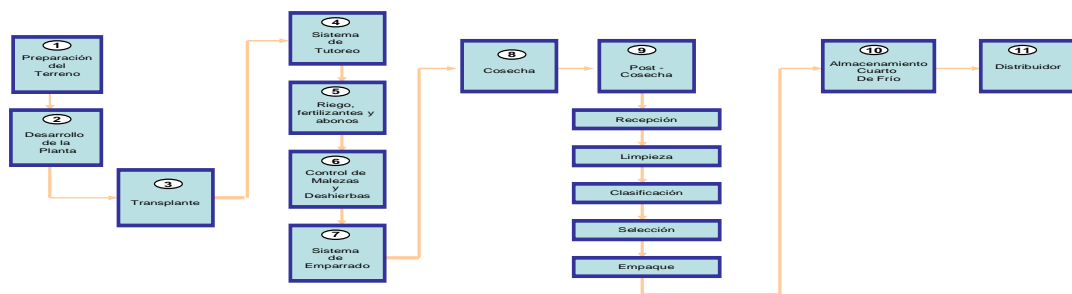 1
Preparación
del
Terreno
2
Desarrollo
de la
Planta
3
Transplante
4
Sistema
de
Tutoreo
5
Riego,
fertilizantes y
abonos
6
Control de
Malezas
y
Deshierbas
7
Sistema
de
Emparrado
8
Cosecha
9
Post -
Cosecha
Recepción
Limpieza
Clasificación
Selección
Empaque
10
Almacenamiento
Cuarto
De Frío
11
Distribuidor